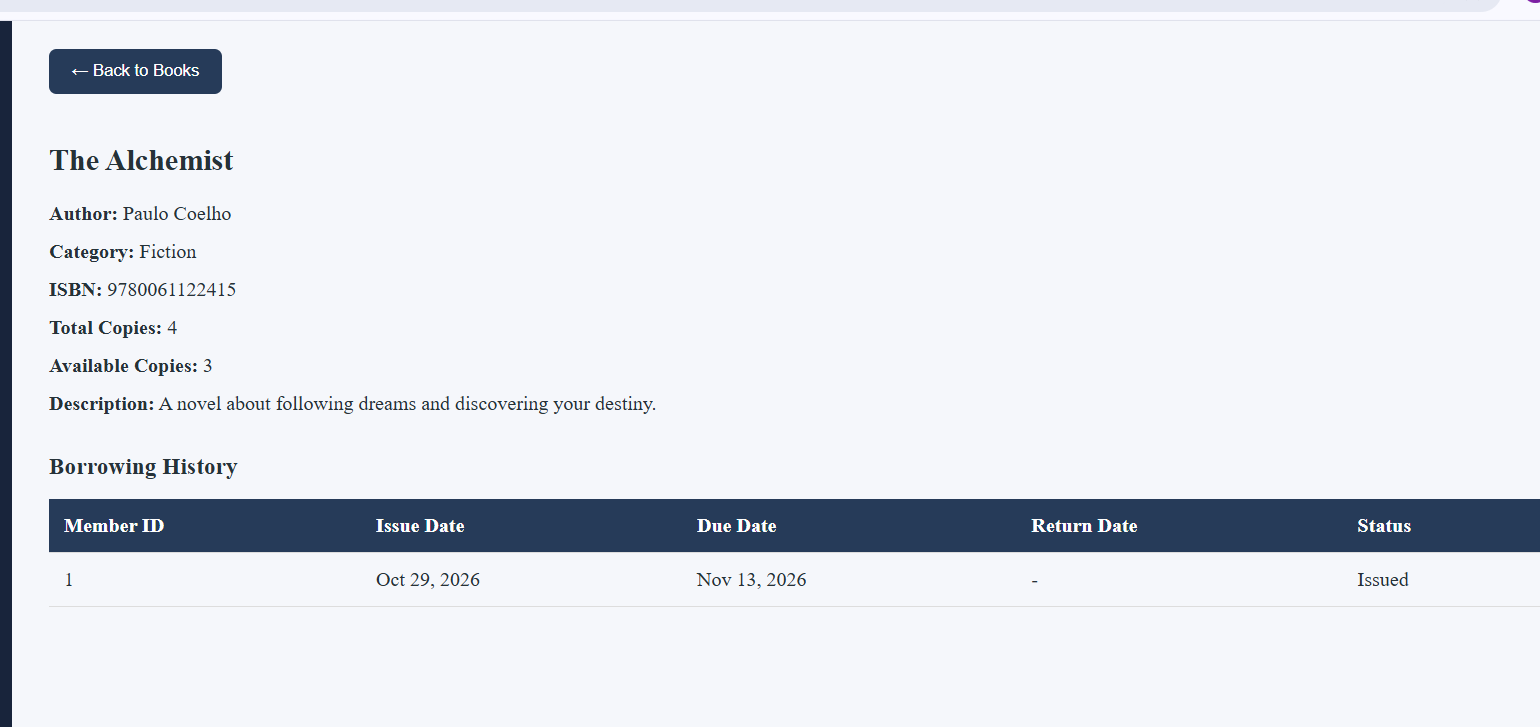 ← Back to Books
The Alchemist
Author: Paulo Coelho
Category: Fiction
ISBN: 9780061122415
Total Copies: 4
Available Copies: 3
Description: A novel about following dreams and discovering your destiny.
Borrowing History
Member ID Issue Date Due Date Return Date Status
1 Oct 29, 2026 Nov 13, 2026 - Issued